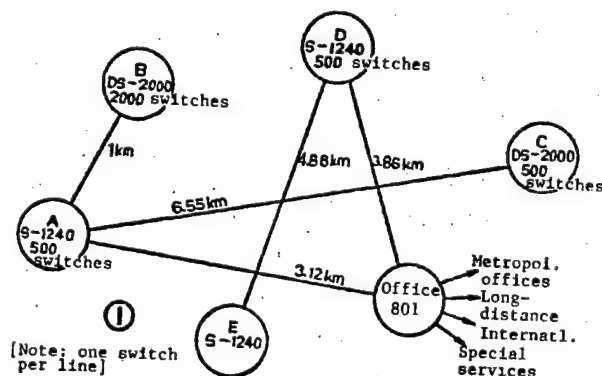 D
S-1240
500 switches
B
DS-2000
2000 switches
C
DS-2000
500
switches
1km
4.88km
3.86km
6.55km
A
S-1240
500
switches
3.12km
Office
801
Metropol.
offices
Long-
distance
Internatl.
Special
services
E
S-1240
①
[Note: one switch
per line]